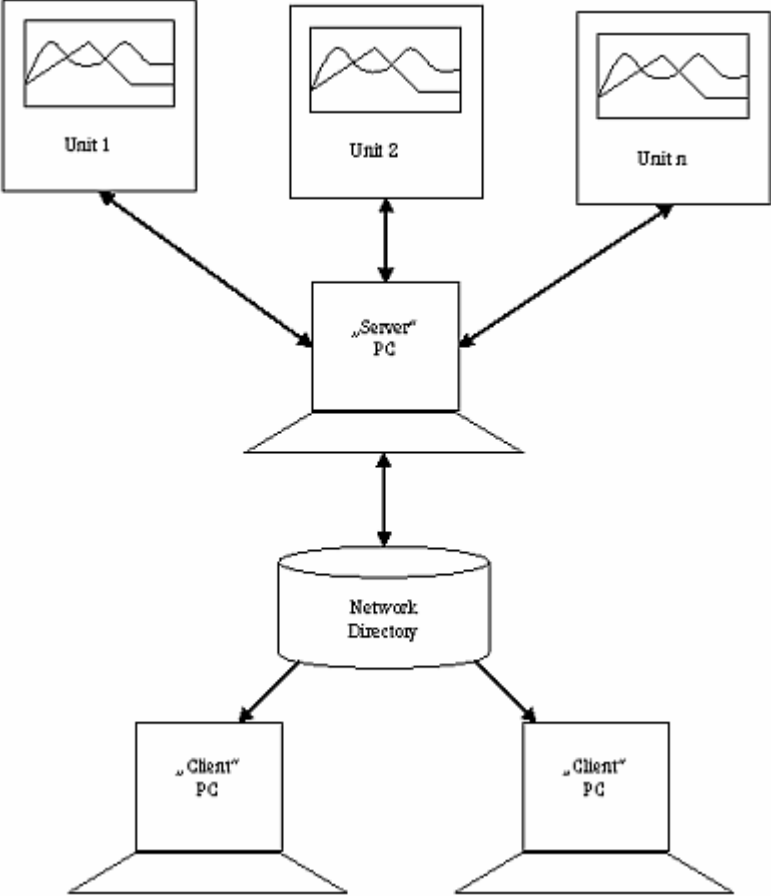 Unit 1
Unit 2
Unit n
„Server“
PC
Network
Directory
„Client“
PC
„Client“
PC